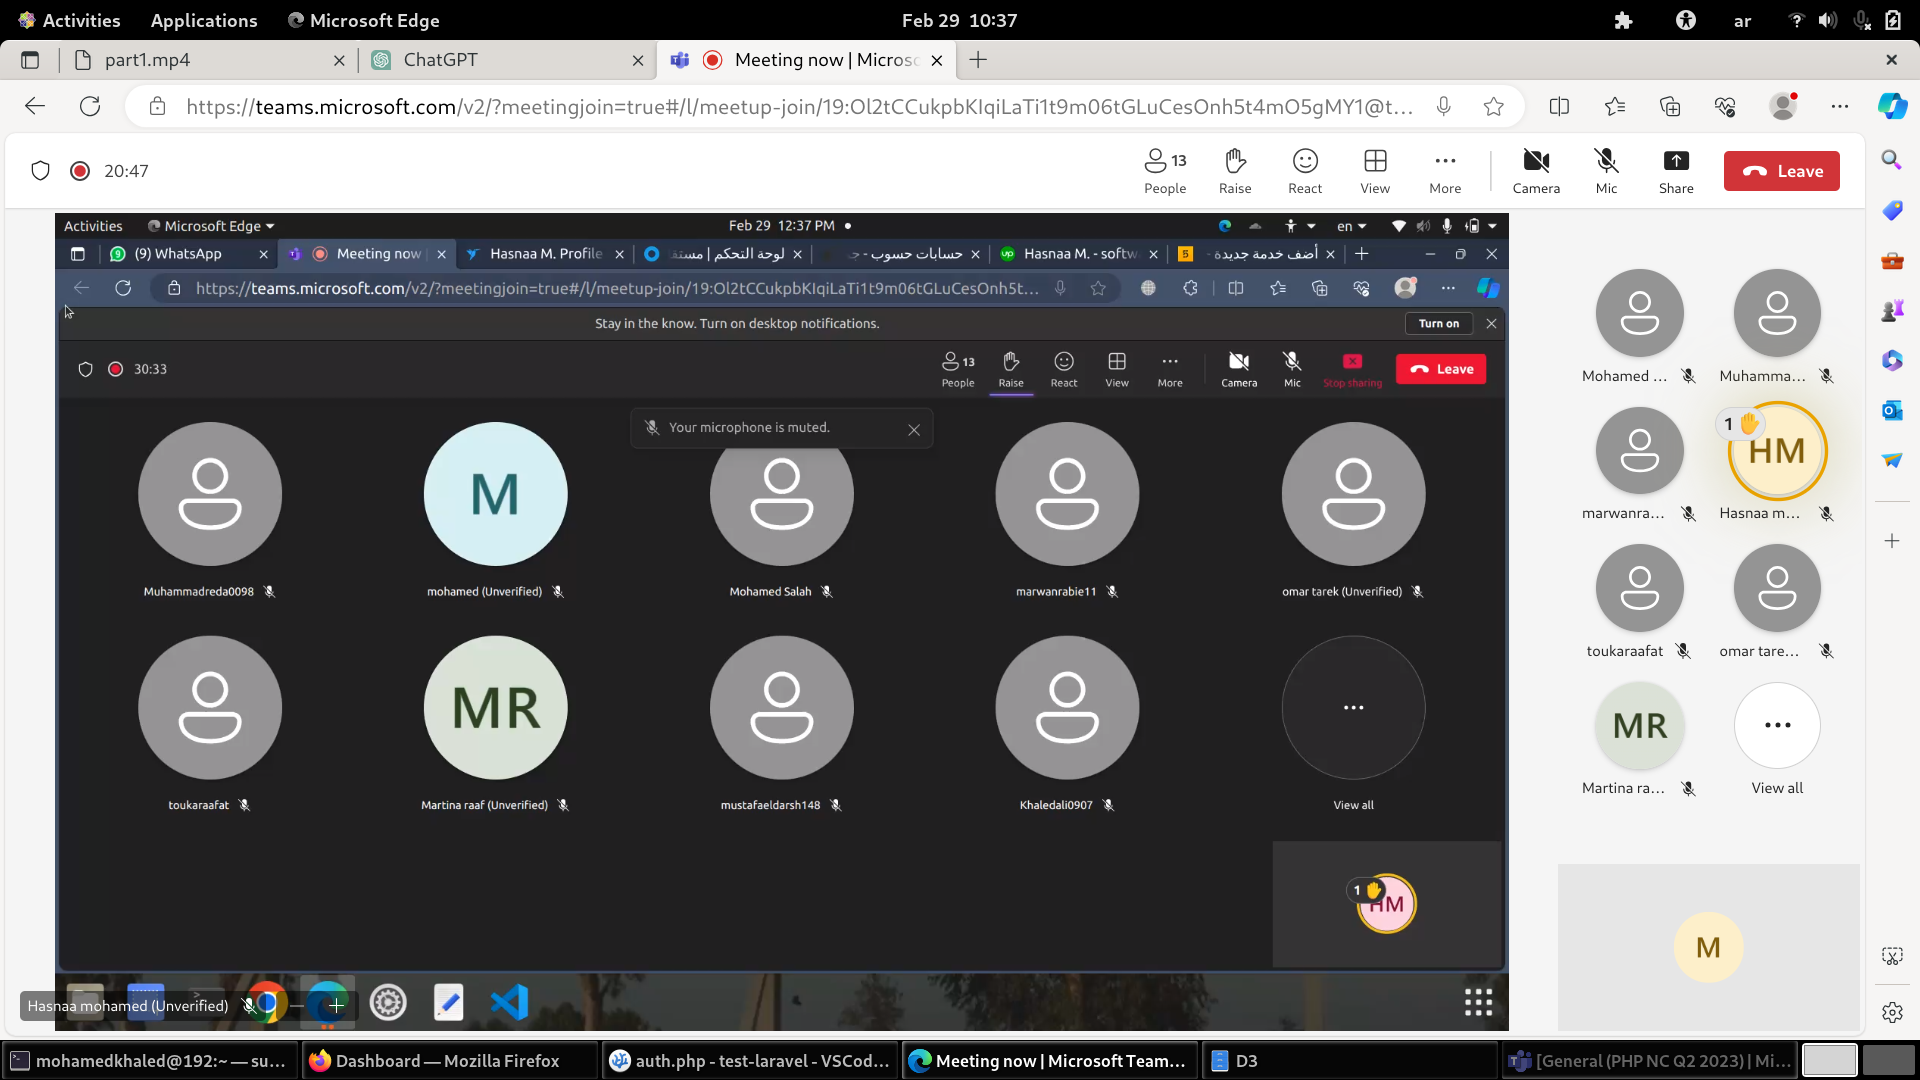 Activities Applications Microsoft Edge Feb 29 10:37 ar
part1.mp4 ChatGPT Meeting now | Microsc
https://teams.microsoft.com/v2/?meetingjoin=true#/l/meetup-join/19:Ol2tCCukpbKIqiLaTi1t9m06tGLuCesOnh5t4mO5gMY1@t...
20:47 13
People Raise React View More Camera Mic Share Leave
Activities Microsoft Edge Feb 29 12:37 PM en
(9) WhatsApp Meeting now Hasnaa M. Profile لوحة التحكم | مستق حسابات حسوب - ح Hasnaa M. - softw 5 أضف خدمة جديدة -
https://teams.microsoft.com/v2/?meetingjoin=true#/l/meetup-join/19:Ol2tCCukpbKIqiLaTi1t9m06tGLuCesOnh5t...
Stay in the know. Turn on desktop notifications. Turn on
30:33 13
People Raise React View More Camera Mic Stop sharing Leave
Your microphone is muted.
M
Muhammadreda0098 mohamed (Unverified) Mohamed Salah marwanrabie11 omar tarek (Unverified)
MR
toukaraafat Martina raaf (Unverified) mustafaeldarsh148 Khaledali0907 View all
1 HM
Hasnaa mohamed (Unverified)
Mohamed ... Muhamma...
1 HM
marwanra... Hasnaa m...
toukaraafat omar tare...
MR
Martina ra... View all
M
mohamedkhaled@192:~ — su... Dashboard — Mozilla Firefox auth.php - test-laravel - VSCod... Meeting now | Microsoft Team... D3 [General (PHP NC Q2 2023) | Mi...